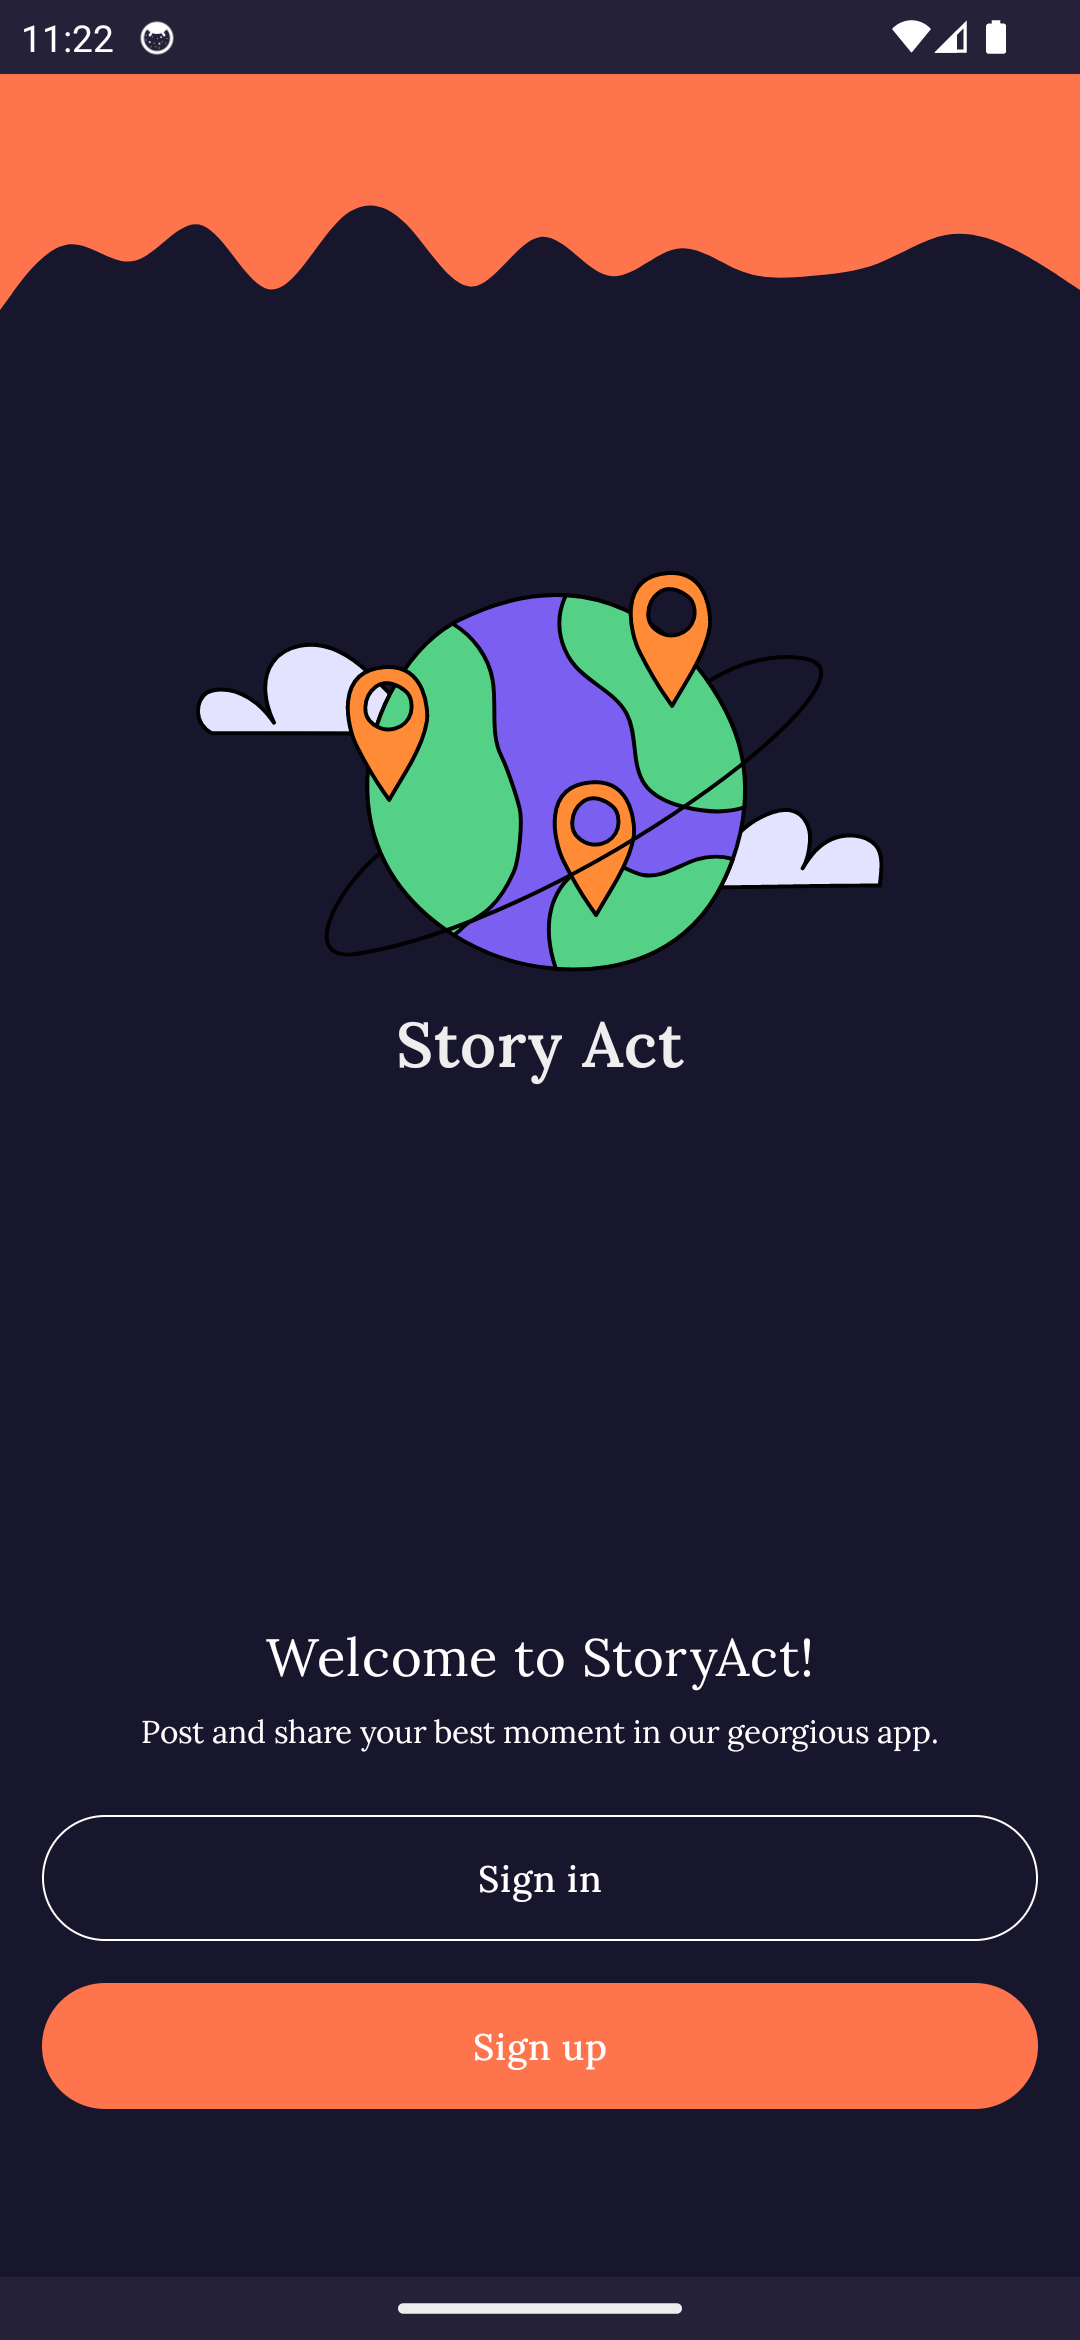 11:22
Story Act
Welcome to StoryAct!
Post and share your best moment in our georgious app.
Sign in
Sign up